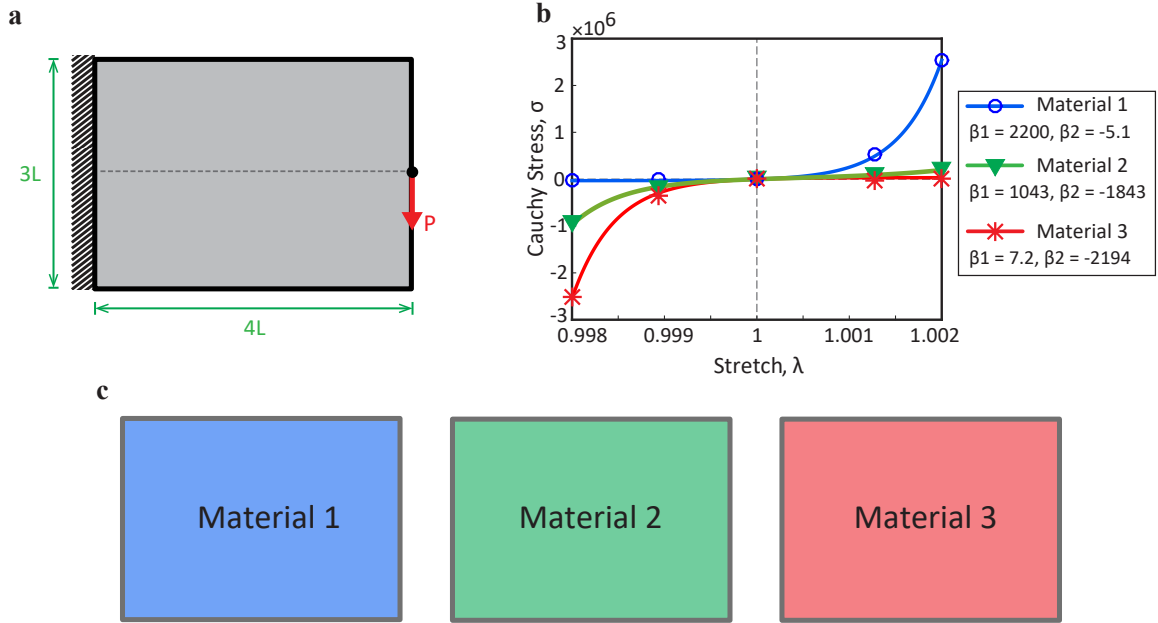 a
3L
4L
P
b
×10⁶
3
2
1
0
-1
-2
-3
0.998
0.999
1
1.001
1.002
Cauchy Stress, σ
Stretch, λ
Material 1
β1 = 2200, β2 = -5.1
Material 2
β1 = 1043, β2 = -1843
Material 3
β1 = 7.2, β2 = -2194
c
Material 1
Material 2
Material 3